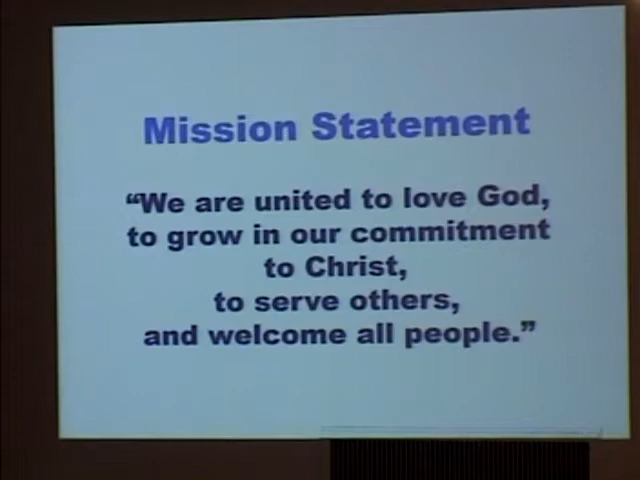 Mission Statement
“We are united to love God,
to grow in our commitment
to Christ,
to serve others,
and welcome all people.”